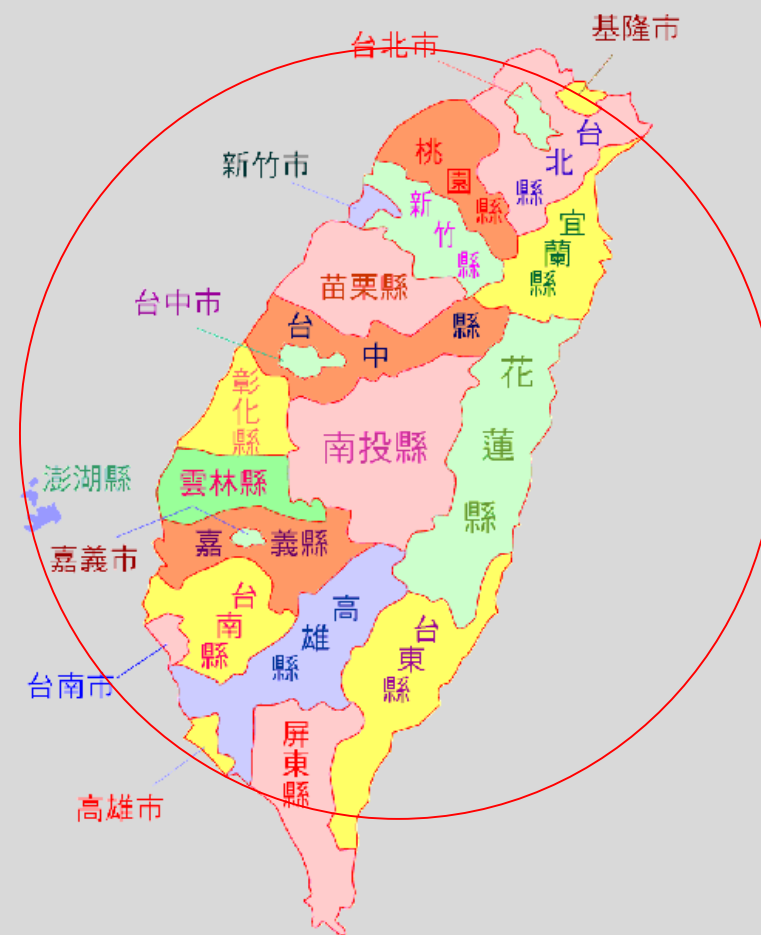 基隆市
台北市
台北縣
桃園縣
新竹市
新竹縣
宜蘭縣
苗栗縣
台中市
台中縣
花蓮縣
彰化縣
南投縣
澎湖縣
雲林縣
嘉義縣
嘉義市
台南縣
高雄縣
台東縣
台南市
屏東縣
高雄市